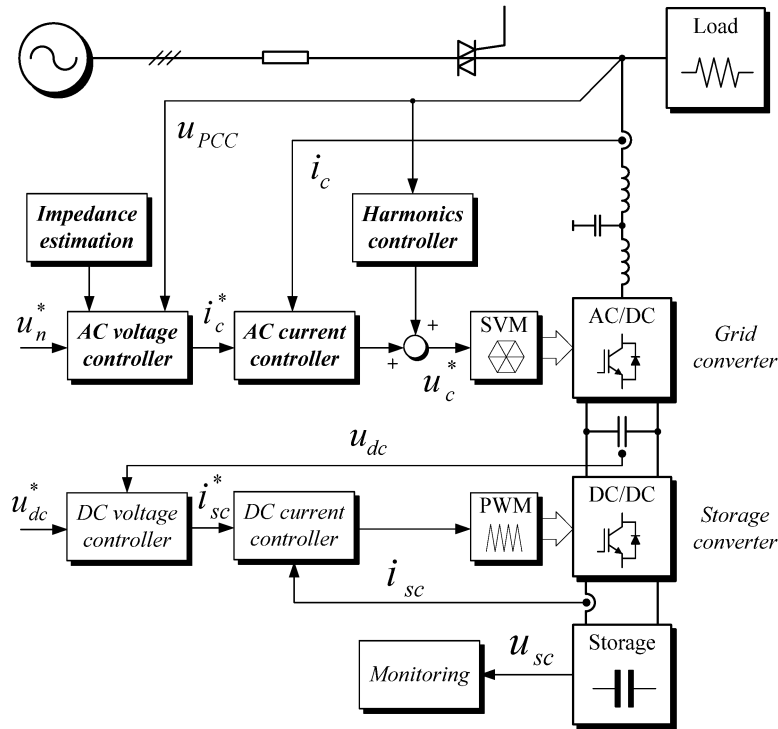 Load
u_PCC
i_c
Impedance
estimation
Harmonics
controller
u_n^*
AC voltage
controller
i_c^*
AC current
controller
+
+
u_c^*
SVM
AC/DC
Grid
converter
u_dc
u_dc^*
DC voltage
controller
i_sc^*
DC current
controller
PWM
DC/DC
Storage
converter
i_sc
Monitoring
u_sc
Storage